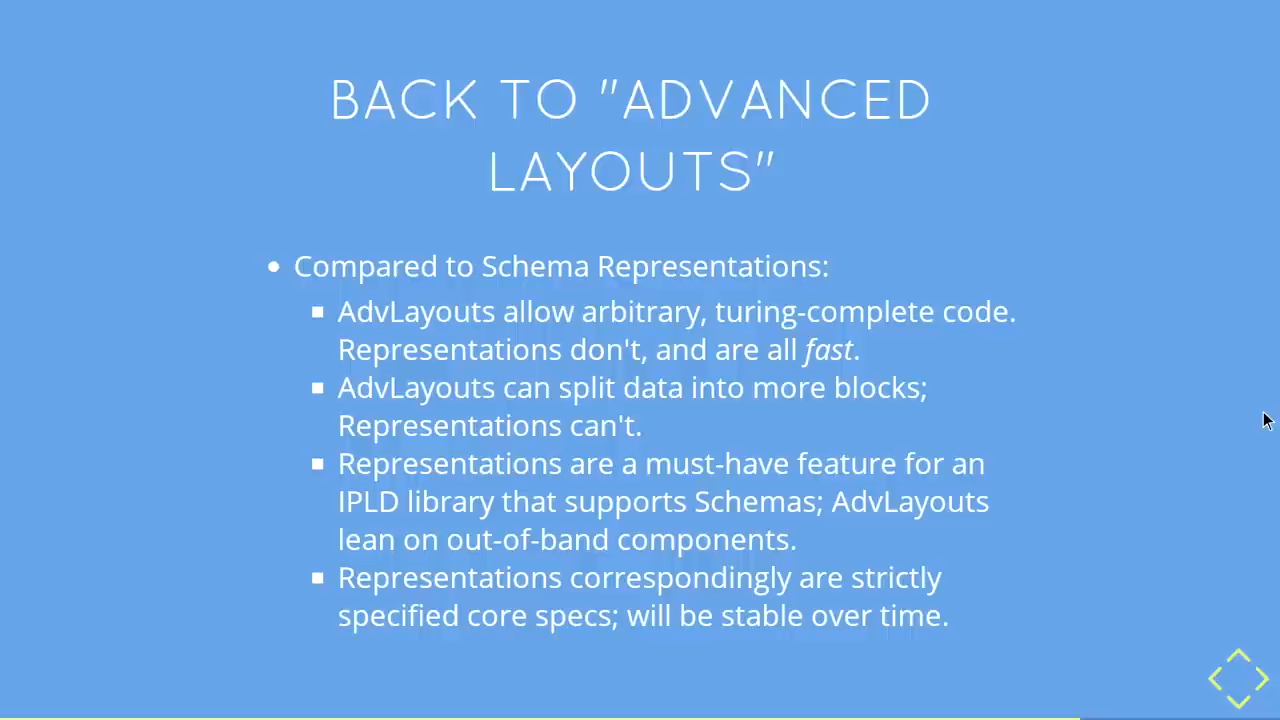 BACK TO "ADVANCED
LAYOUTS"
Compared to Schema Representations:
AdvLayouts allow arbitrary, turing-complete code.
Representations don't, and are all fast.
AdvLayouts can split data into more blocks;
Representations can't.
Representations are a must-have feature for an
IPLD library that supports Schemas; AdvLayouts
lean on out-of-band components.
Representations correspondingly are strictly
specified core specs; will be stable over time.